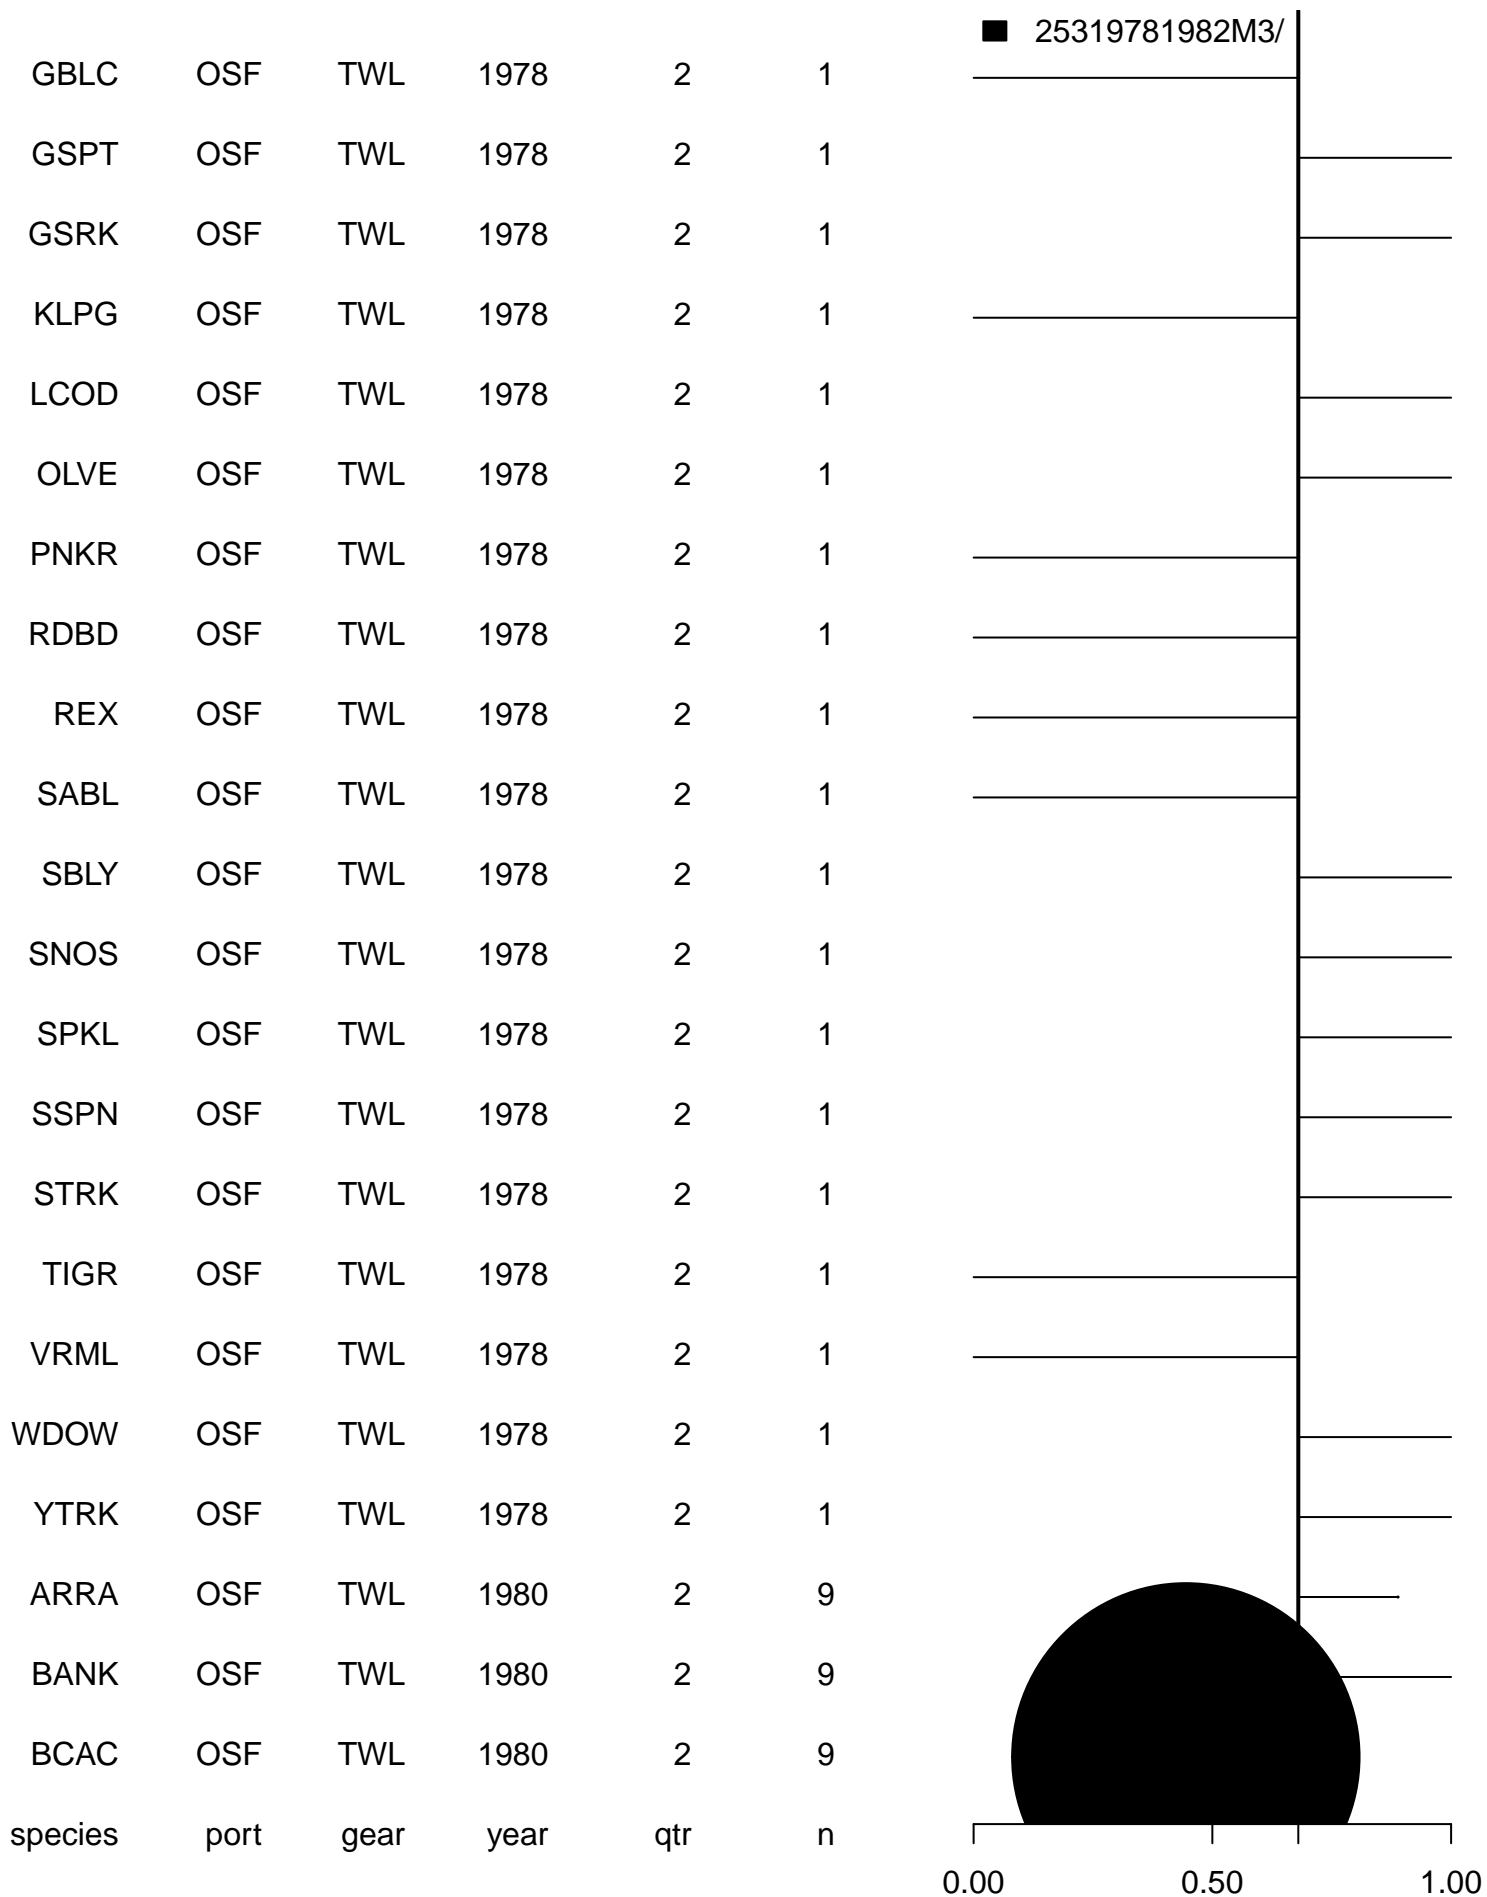 25319781982M3/
GBLC OSF TWL 1978 2 1
GSPT OSF TWL 1978 2 1
GSRK OSF TWL 1978 2 1
KLPG OSF TWL 1978 2 1
LCOD OSF TWL 1978 2 1
OLVE OSF TWL 1978 2 1
PNKR OSF TWL 1978 2 1
RDBD OSF TWL 1978 2 1
REX OSF TWL 1978 2 1
SABL OSF TWL 1978 2 1
SBLY OSF TWL 1978 2 1
SNOS OSF TWL 1978 2 1
SPKL OSF TWL 1978 2 1
SSPN OSF TWL 1978 2 1
STRK OSF TWL 1978 2 1
TIGR OSF TWL 1978 2 1
VRML OSF TWL 1978 2 1
WDOW OSF TWL 1978 2 1
YTRK OSF TWL 1978 2 1
ARRA OSF TWL 1980 2 9
BANK OSF TWL 1980 2 9
BCAC OSF TWL 1980 2 9
species port gear year qtr n
0.00 0.50 1.00